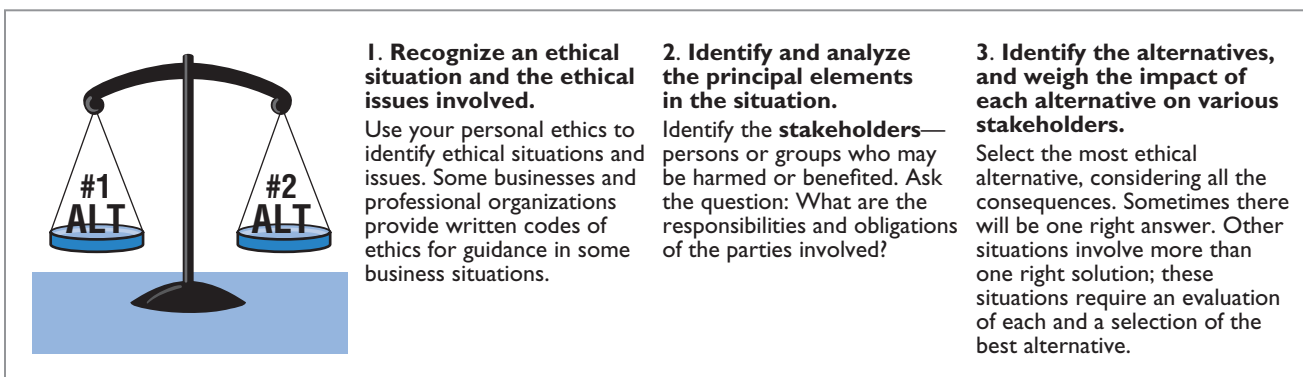 #1
ALT
#2
ALT
1. Recognize an ethical
situation and the ethical
issues involved.
Use your personal ethics to
identify ethical situations and
issues. Some businesses and
professional organizations
provide written codes of
ethics for guidance in some
business situations.
2. Identify and analyze
the principal elements
in the situation.
Identify the stakeholders—
persons or groups who may
be harmed or benefited. Ask
the question: What are the
responsibilities and obligations
of the parties involved?
3. Identify the alternatives,
and weigh the impact of
each alternative on various
stakeholders.
Select the most ethical
alternative, considering all the
consequences. Sometimes there
will be one right answer. Other
situations involve more than
one right solution; these
situations require an evaluation
of each and a selection of the
best alternative.